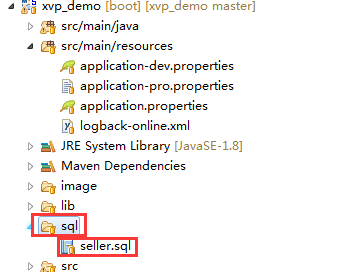 xvp_demo [boot] [xvp_demo master]
src/main/java
src/main/resources
application-dev.properties
application-pro.properties
application.properties
logback-online.xml
JRE System Library [JavaSE-1.8]
Maven Dependencies
image
lib
sql
seller.sql
src